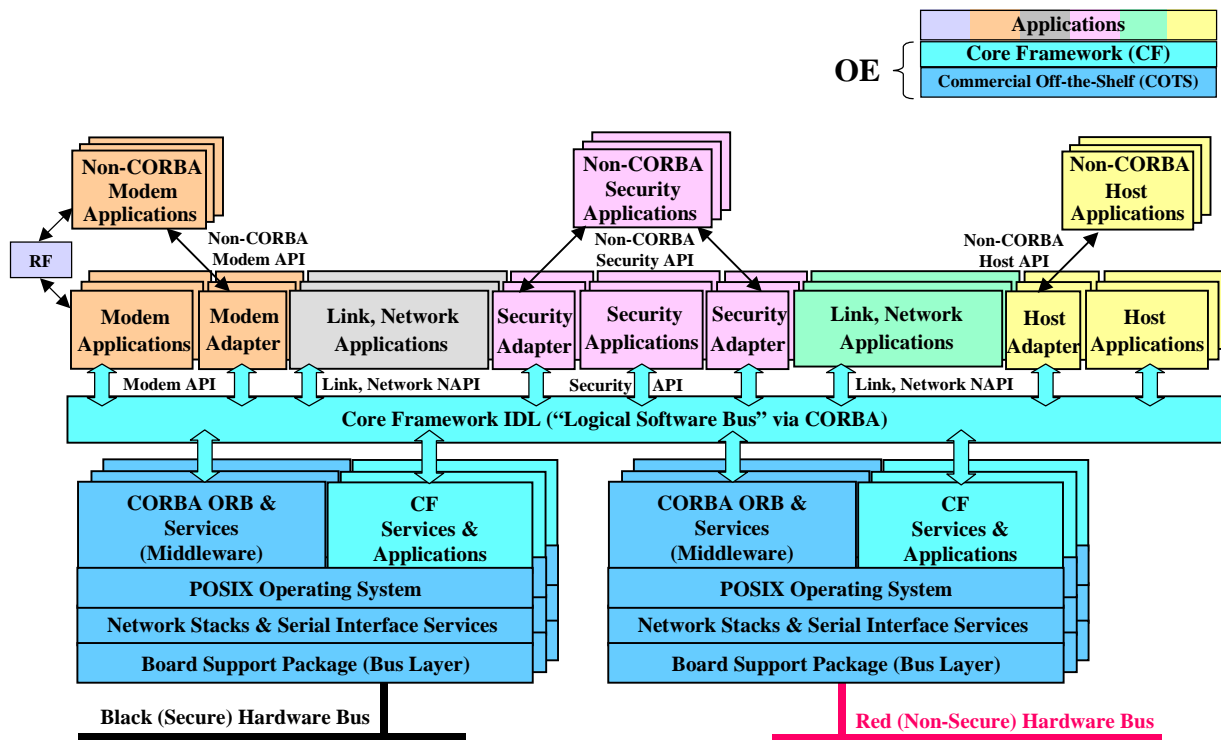 Applications
Core Framework (CF)
OE
Commercial Off-the-Shelf (COTS)
Non-CORBA
Modem
Applications
Non-CORBA
Security
Applications
Non-CORBA
Host
Applications
RF
Non-CORBA
Modem API
Non-CORBA
Security API
Non-CORBA
Host API
Modem
Applications
Modem
Adapter
Link, Network
Applications
Security
Adapter
Security
Applications
Security
Adapter
Link, Network
Applications
Host
Adapter
Host
Applications
Modem API
Link, Network NAPI
Security API
Link, Network NAPI
Core Framework IDL (“Logical Software Bus” via CORBA)
CORBA ORB &
Services
(Middleware)
CF
Services &
Applications
POSIX Operating System
Network Stacks & Serial Interface Services
Board Support Package (Bus Layer)
CORBA ORB &
Services
(Middleware)
CF
Services &
Applications
POSIX Operating System
Network Stacks & Serial Interface Services
Board Support Package (Bus Layer)
Black (Secure) Hardware Bus
Red (Non-Secure) Hardware Bus